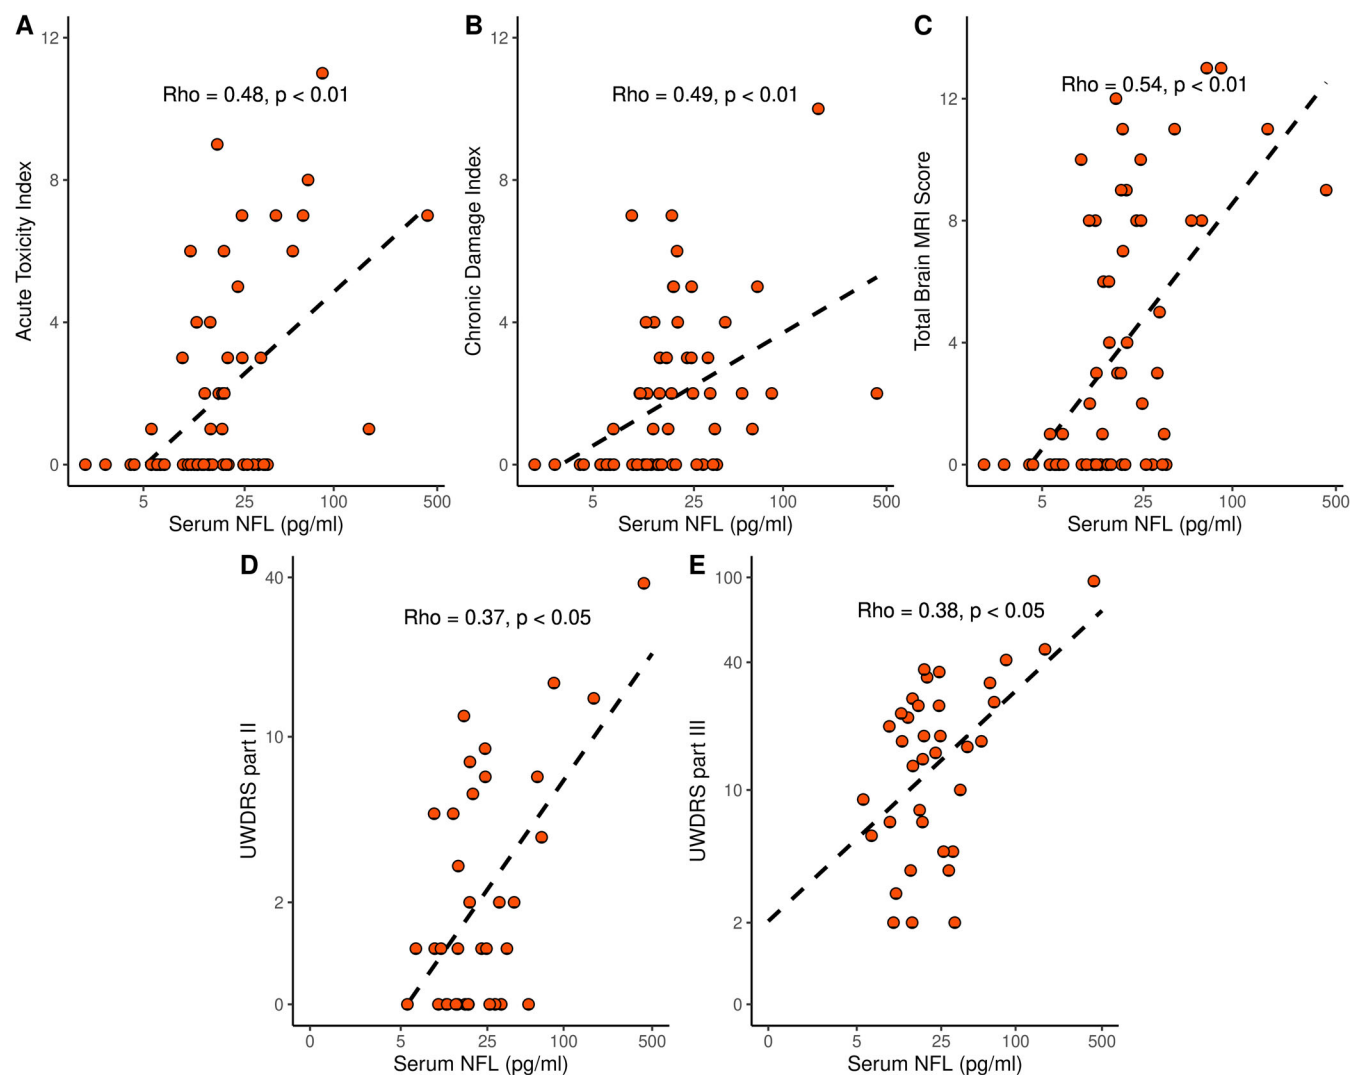 A
B
C
12
8
4
0
Rho = 0.48, p < 0.01
Acute Toxicity Index
5
25
100
500
Serum NFL (pg/ml)
12
8
4
0
Rho = 0.49, p < 0.01
Chronic Damage Index
5
25
100
500
Serum NFL (pg/ml)
12
8
4
0
Rho = 0.54, p < 0.01
Total Brain MRI Score
5
25
100
500
Serum NFL (pg/ml)
D
40
10
2
0
Rho = 0.37, p < 0.05
UWDRS part II
0
5
25
100
500
Serum NFL (pg/ml)
E
100
40
10
2
0
Rho = 0.38, p < 0.05
UWDRS part III
0
5
25
100
500
Serum NFL (pg/ml)